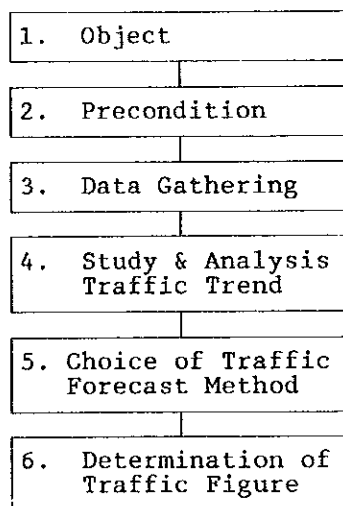 1. Object
2. Precondition
3. Data Gathering
4. Study & Analysis
Traffic Trend
5. Choice of Traffic
Forecast Method
6. Determination of
Traffic Figure